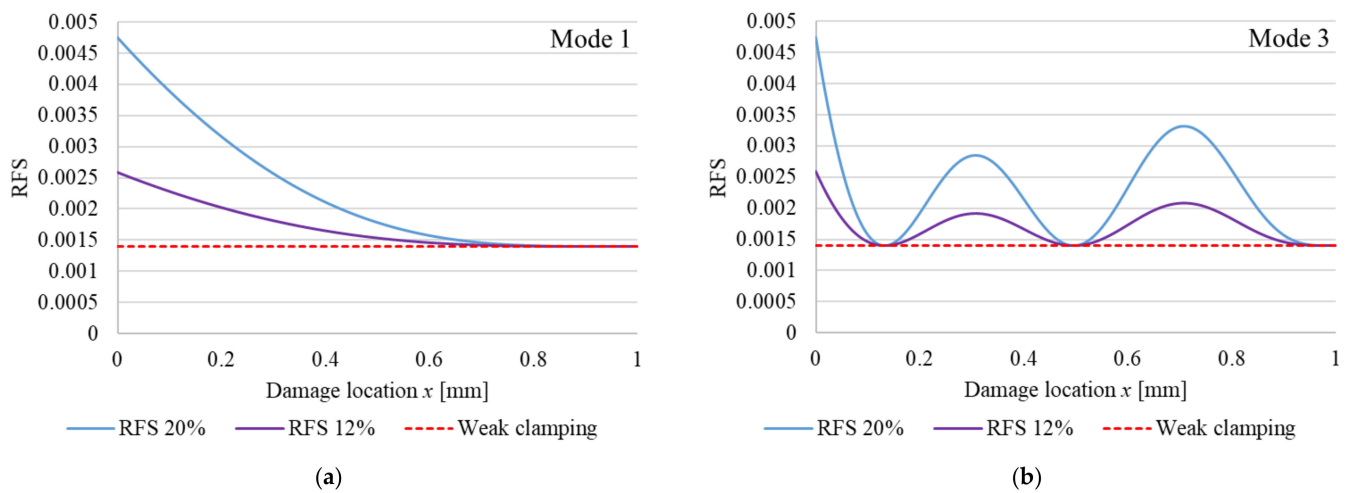 0.005
0.0045
0.004
0.0035
0.003
0.0025
0.002
0.0015
0.001
0.0005
0
RFS
Mode 1
0 0.2 0.4 0.6 0.8 1
Damage location x [mm]
RFS 20% RFS 12% Weak clamping
(a)
0.005
0.0045
0.004
0.0035
0.003
0.0025
0.002
0.0015
0.001
0.0005
0
RFS
Mode 3
0 0.2 0.4 0.6 0.8 1
Damage location x [mm]
RFS 20% RFS 12% Weak clamping
(b)